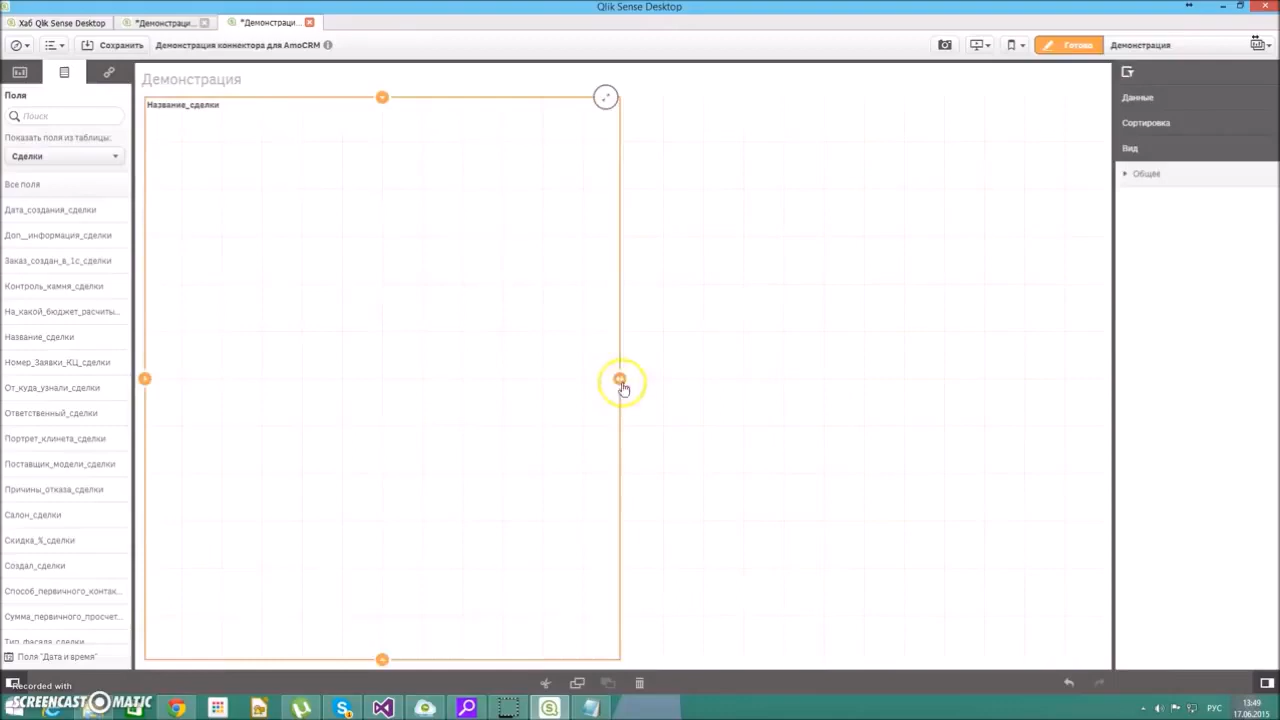 Qlik Sense Desktop
Хаб Qlik Sense Desktop
*Демонстраци...
*Демонстраци...
Сохранить
Демонстрация коннектора для AmoCRM
Готово
Демонстрация
Поля
Поиск
Показать поля из таблицы:
Сделки
Все поля
Дата_создания_сделки
Доп__информация_сделки
Заказ_создан_в_1с_сделки
Контроль_камня_сделки
На_какой_бюджет_расчиты...
Название_сделки
Номер_Заявки_КЦ_сделки
От_куда_узнали_сделки
Ответственный_сделки
Портрет_клинета_сделки
Поставщик_модели_сделки
Причины_отказа_сделки
Салон_сделки
Скидка_%_сделки
Создал_сделки
Способ_первичного_контак...
Сумма_первичного_просчет...
Тип_фасада_сделки
Поля "Дата и время"
Демонстрация
Название_сделки
Данные
Сортировка
Вид
Общее
Recorded with
SCREENCAST-O-MATIC
РУС
13:49
17.06.2015